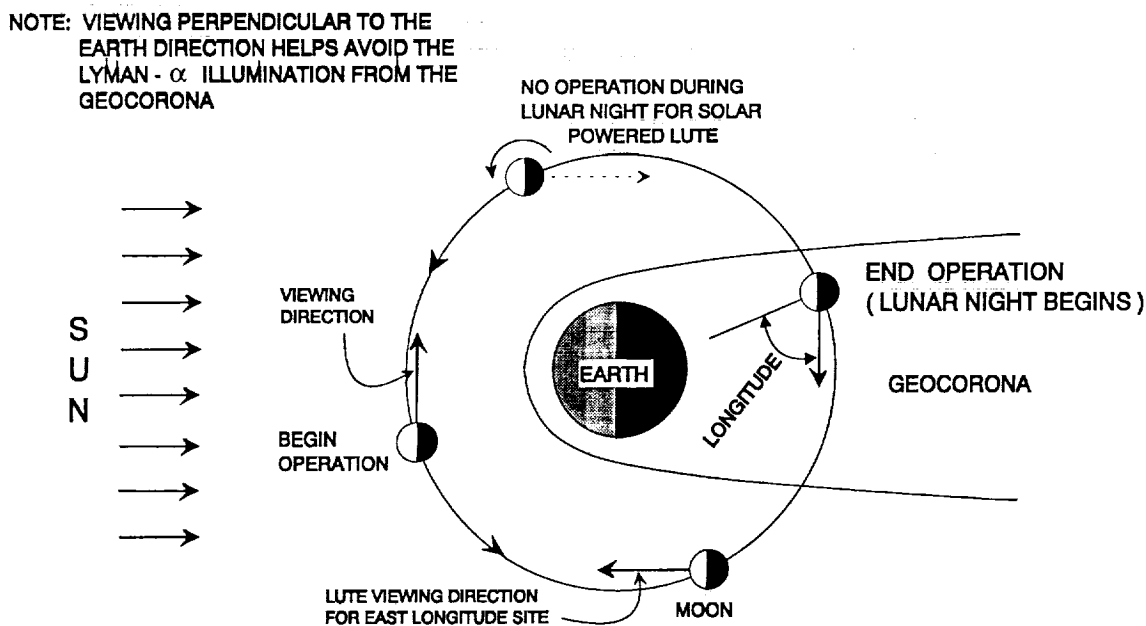 NOTE: VIEWING PERPENDICULAR TO THE
EARTH DIRECTION HELPS AVOID THE
LYMAN - α ILLUMINATION FROM THE
GEOCORONA
NO OPERATION DURING
LUNAR NIGHT FOR SOLAR
POWERED LUTE
END OPERATION
( LUNAR NIGHT BEGINS )
VIEWING
DIRECTION
SUN
EARTH
LONGITUDE
GEOCORONA
BEGIN
OPERATION
LUTE VIEWING DIRECTION
FOR EAST LONGITUDE SITE
MOON